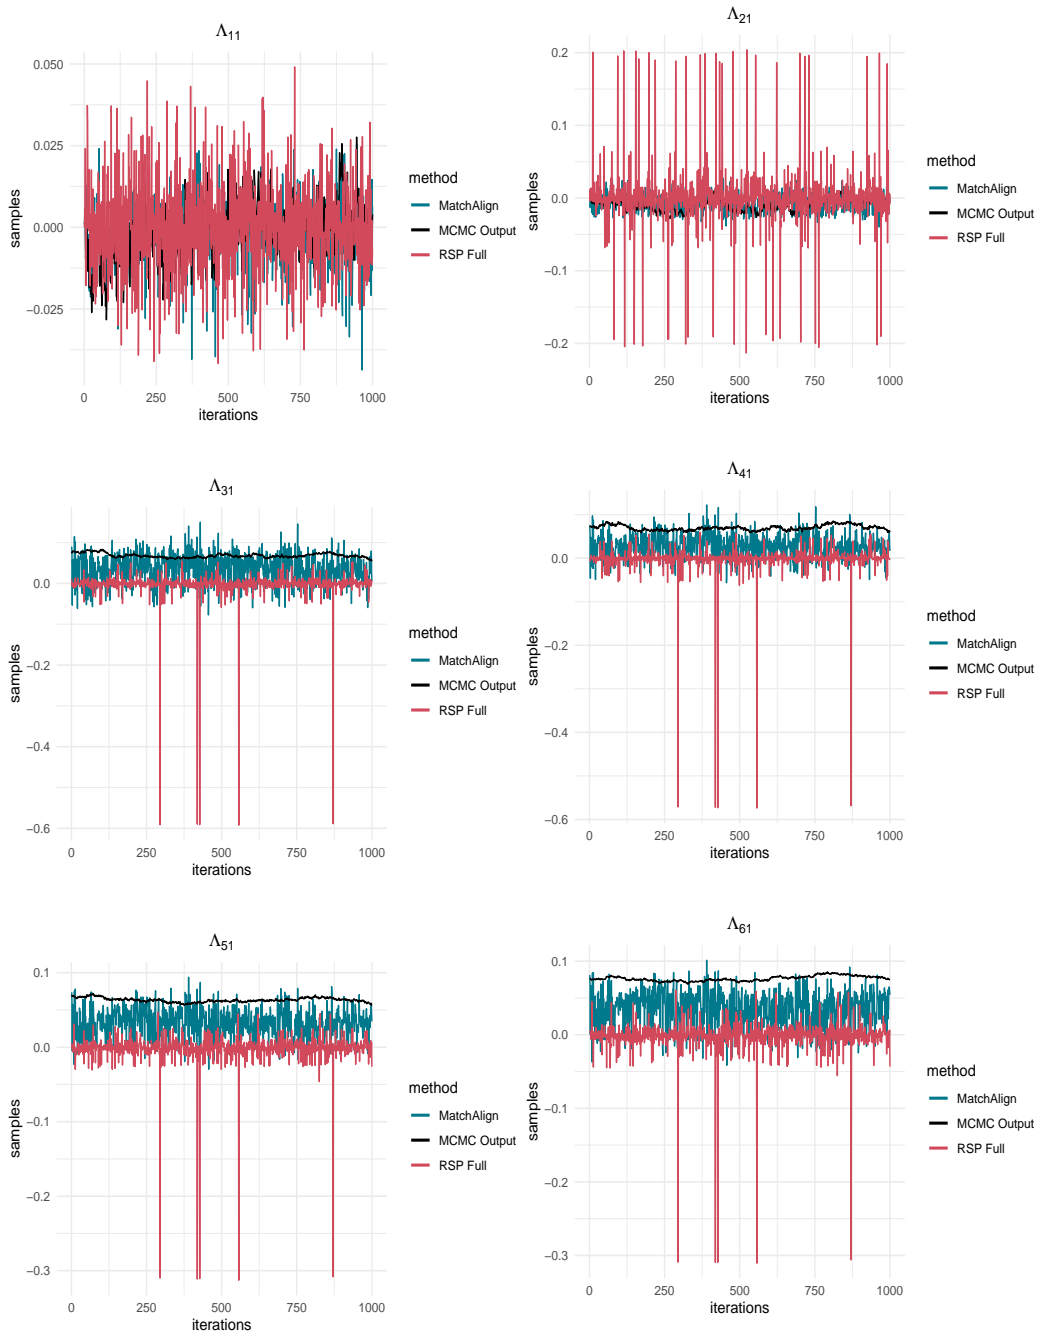 Λ11
samples
0.050
0.025
0.000
−0.025
0
250
500
750
1000
iterations
method
MatchAlign
MCMC Output
RSP Full
Λ21
samples
0.2
0.1
0.0
−0.1
−0.2
0
250
500
750
1000
iterations
method
MatchAlign
MCMC Output
RSP Full
Λ31
samples
0.0
−0.2
−0.4
−0.6
0
250
500
750
1000
iterations
method
MatchAlign
MCMC Output
RSP Full
Λ41
samples
0.0
−0.2
−0.4
−0.6
0
250
500
750
1000
iterations
method
MatchAlign
MCMC Output
RSP Full
Λ51
samples
0.1
0.0
−0.1
−0.2
−0.3
0
250
500
750
1000
iterations
method
MatchAlign
MCMC Output
RSP Full
Λ61
samples
0.1
0.0
−0.1
−0.2
−0.3
0
250
500
750
1000
iterations
method
MatchAlign
MCMC Output
RSP Full